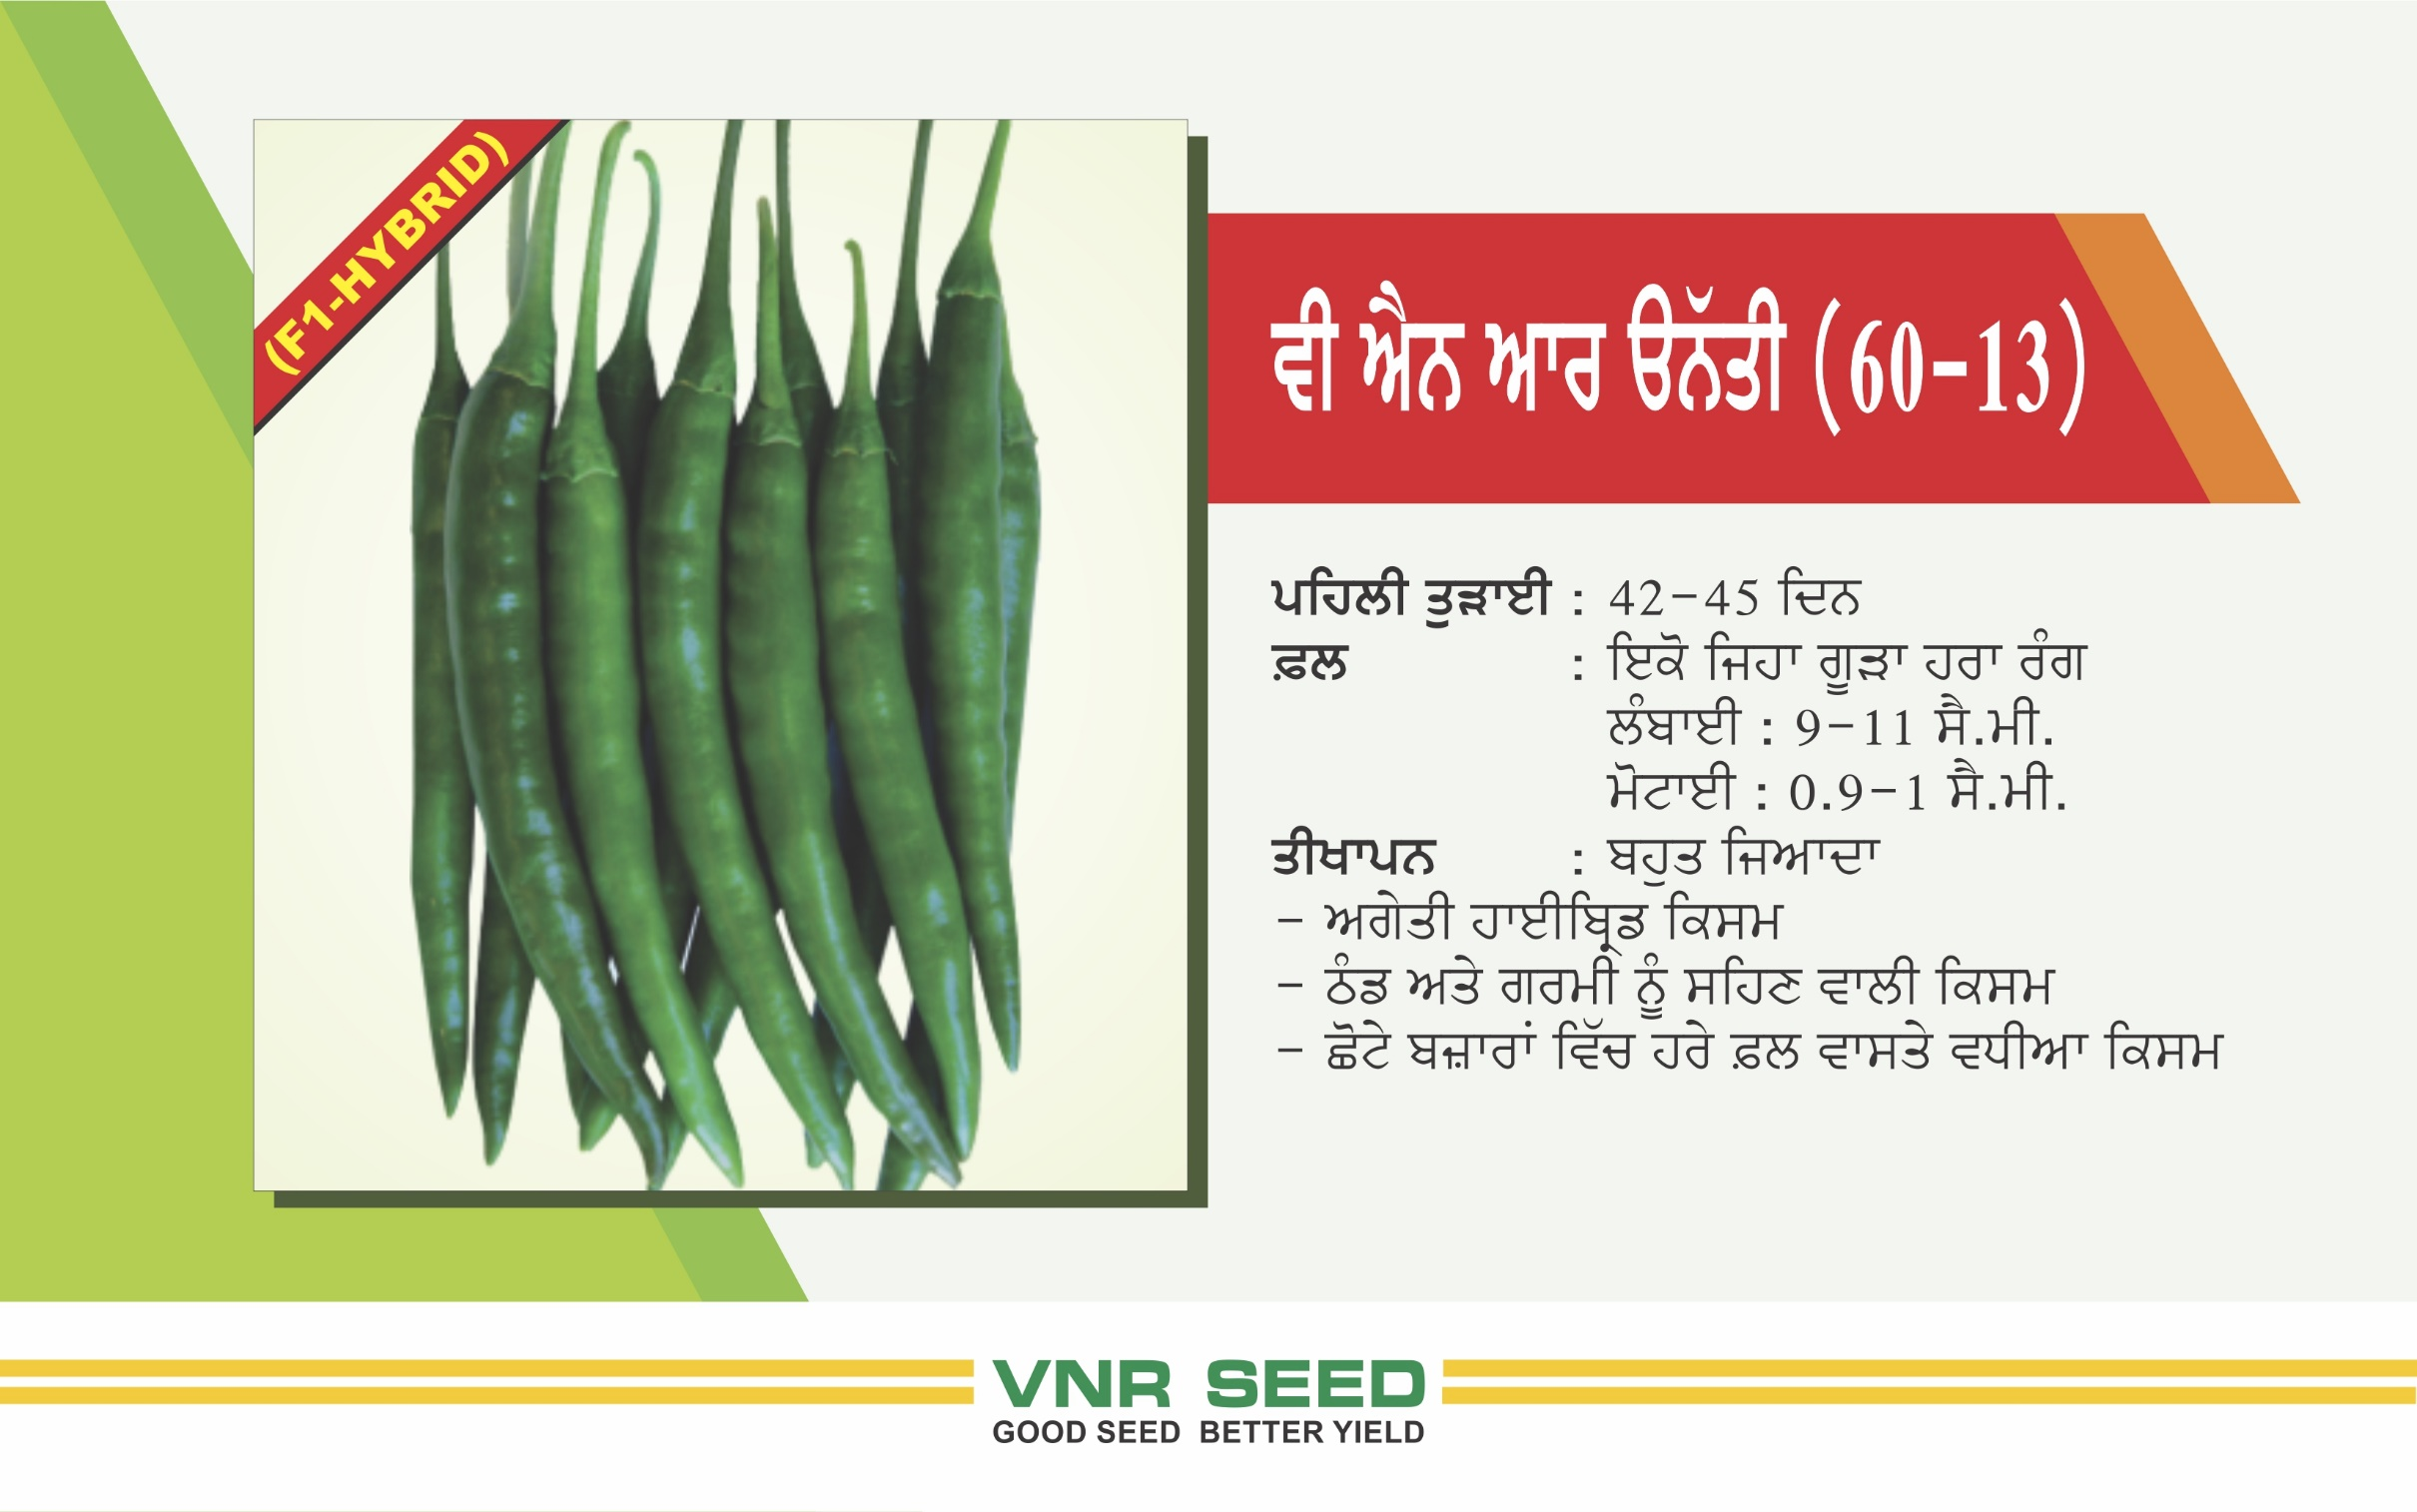 (F1-HYBRID)
ਵੀ ਐਨ ਆਰ ਉਨੱਤੀ (60-13)
ਪਹਿਲੀ ਤੁੜਾਈ : 42-45 ਦਿਨ
ਫ਼ਲ : ਇਕੋ ਜਿਹਾ ਗੂੜਾ ਹਰਾ ਰੰਗ
ਲੰਬਾਈ : 9-11 ਸੈ.ਮੀ.
ਮੋਟਾਈ : 0.9-1 ਸੈ.ਮੀ.
ਤੀਖਾਪਨ : ਬਹੁਤ ਜਿਆਦਾ
- ਅਗੇਤੀ ਹਾਈਬ੍ਰਿਡ ਕਿਸਮ
- ਠੰਡ ਅਤੇ ਗਰਮੀ ਨੂੰ ਸਹਿਣ ਵਾਲੀ ਕਿਸਮ
- ਛੋਟੇ ਬਜ਼ਾਰਾਂ ਵਿੱਚ ਹਰੇ ਫ਼ਲ ਵਾਸਤੇ ਵਧੀਆ ਕਿਸਮ
VNR SEED
GOOD SEED BETTER YIELD